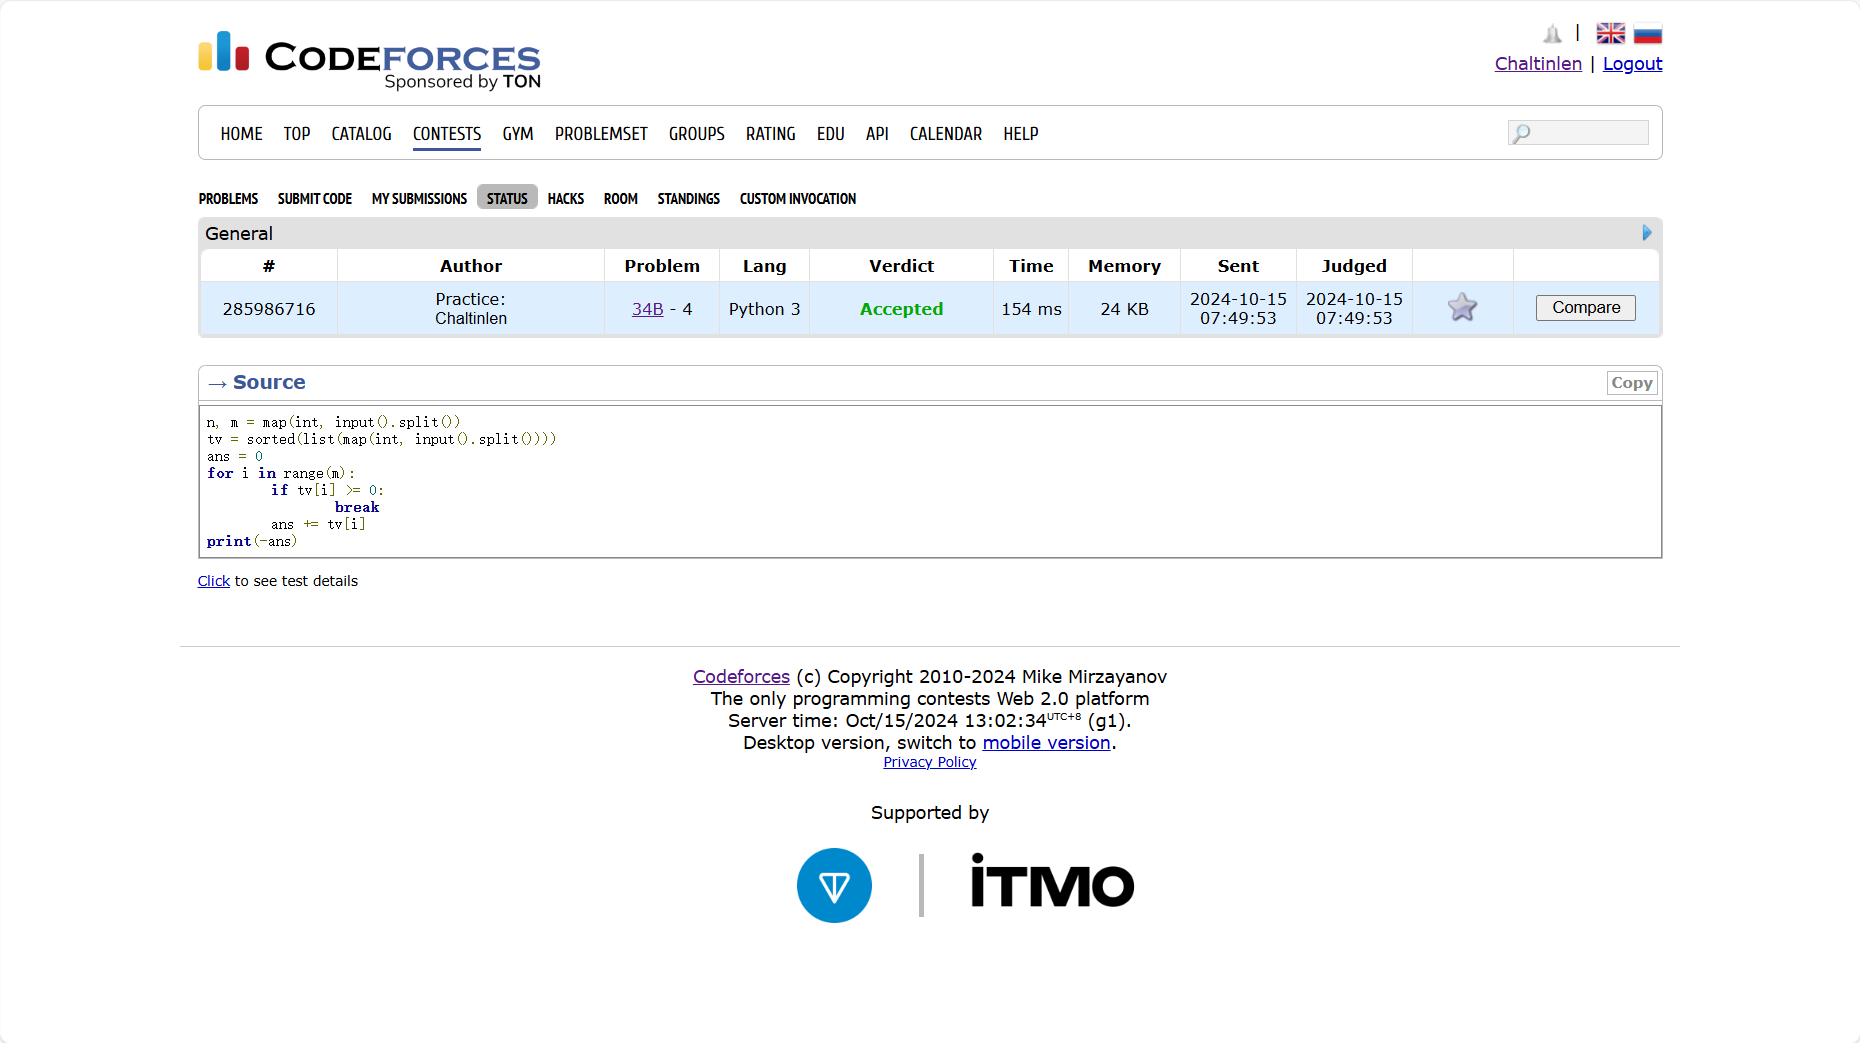 CODEFORCES
Sponsored by TON
|
Chaltinlen | Logout
HOME TOP CATALOG CONTESTS GYM PROBLEMSET GROUPS RATING EDU API CALENDAR HELP
PROBLEMS SUBMIT CODE MY SUBMISSIONS STATUS HACKS ROOM STANDINGS CUSTOM INVOCATION
General
# Author Problem Lang Verdict Time Memory Sent Judged
285986716 Practice: Chaltinlen 34B - 4 Python 3 Accepted 154 ms 24 KB 2024-10-15 07:49:53 2024-10-15 07:49:53 Compare
→ Source Copy
n, m = map(int, input().split())
tv = sorted(list(map(int, input().split())))
ans = 0
for i in range(m):
        if tv[i] >= 0:
                break
        ans += tv[i]
print(-ans)
Click to see test details
Codeforces (c) Copyright 2010-2024 Mike Mirzayanov
The only programming contests Web 2.0 platform
Server time: Oct/15/2024 13:02:34UTC+8 (g1).
Desktop version, switch to mobile version.
Privacy Policy
Supported by
iTMO